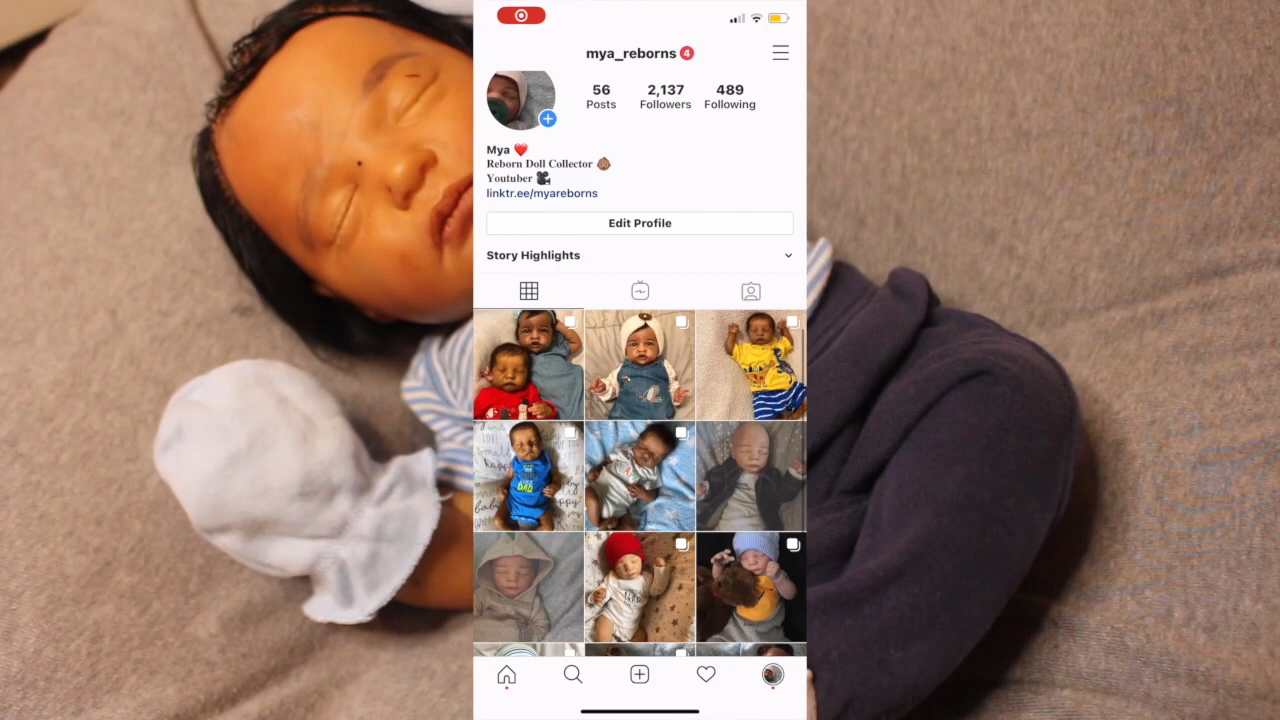 mya_reborns 4
56 2,137 489
Posts Followers Following
Mya ❤️
Reborn Doll Collector 👶🏽
Youtuber 🎥
linktr.ee/myareborns
Edit Profile
Story Highlights
DAD